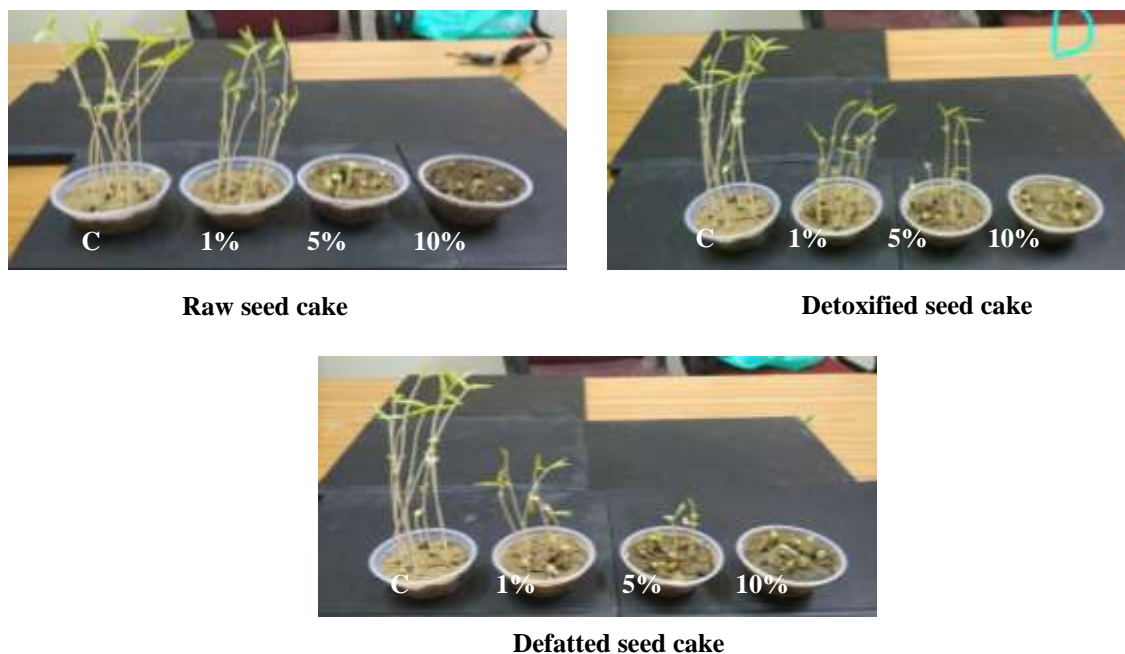 C 1% 5% 10%
C 1% 5% 10%
Raw seed cake
Detoxified seed cake
C 1% 5% 10%
Defatted seed cake